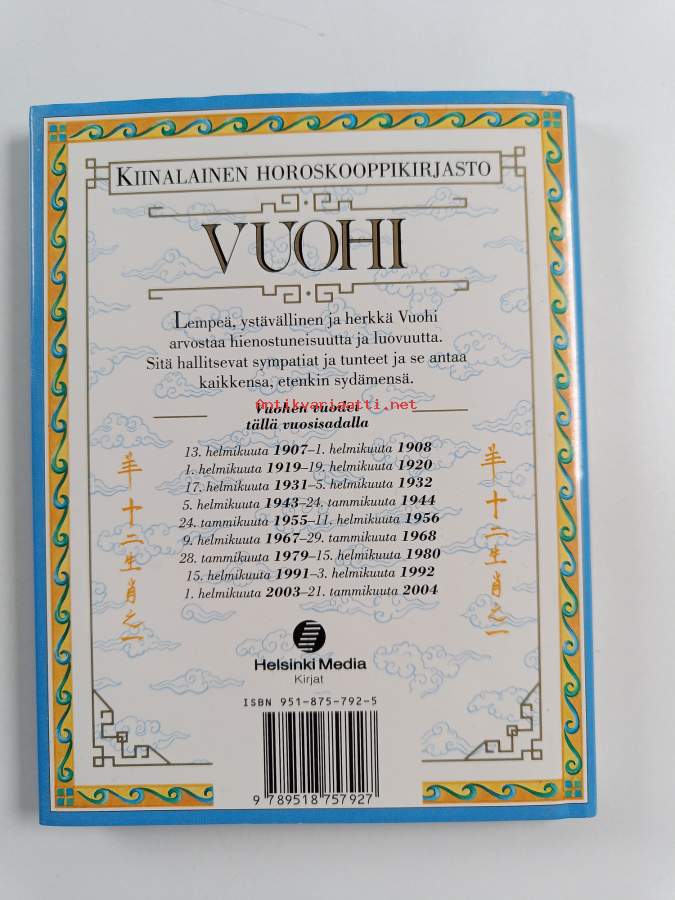 KIINALAINEN HOROSKOOPPIKIRJASTO
VUOHI
Lempeä, ystävällinen ja herkkä Vuohi
arvostaa hienostuneisuutta ja luovuutta.
Sitä hallitsevat sympatiat ja tunteet ja se antaa
kaikkensa, etenkin sydämensä.
Antikvariaatti.net
Vuohen vuodet
tällä vuosisadalla
13. helmikuuta 1907–1. helmikuuta 1908
1. helmikuuta 1919–19. helmikuuta 1920
17. helmikuuta 1931–5. helmikuuta 1932
5. helmikuuta 1943–24. tammikuuta 1944
24. tammikuuta 1955–11. helmikuuta 1956
9. helmikuuta 1967–29. tammikuuta 1968
28. tammikuuta 1979–15. helmikuuta 1980
15. helmikuuta 1991–3. helmikuuta 1992
1. helmikuuta 2003–21. tammikuuta 2004
羊十二生肖之一
羊十二生肖之一
Helsinki Media
Kirjat
ISBN 951-875-792-5
9 789518 757927